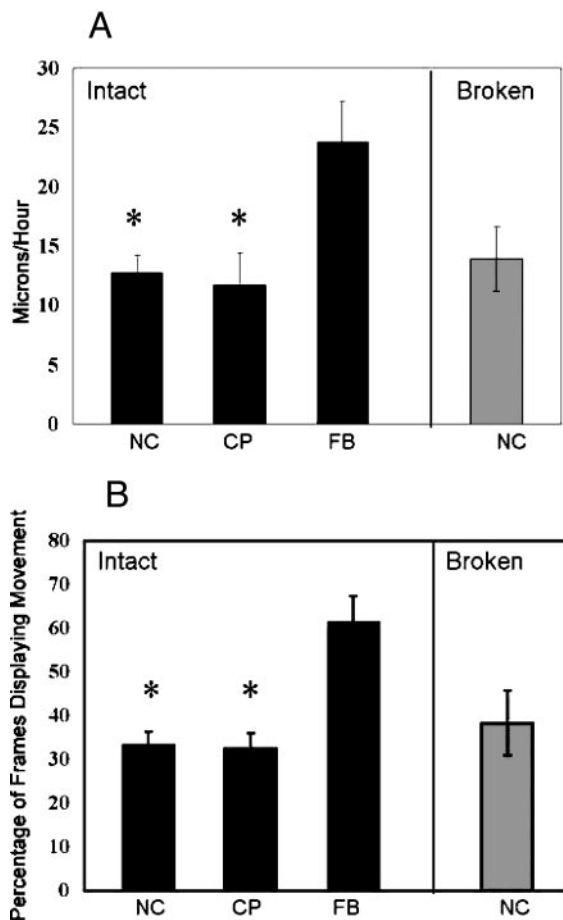 A
Microns/Hour
30
25
20
15
10
5
0
Intact
Broken
*
*
NC
CP
FB
NC
B
Percentage of Frames Displaying Movement
80
70
60
50
40
30
20
10
0
Intact
Broken
*
*
NC
CP
FB
NC